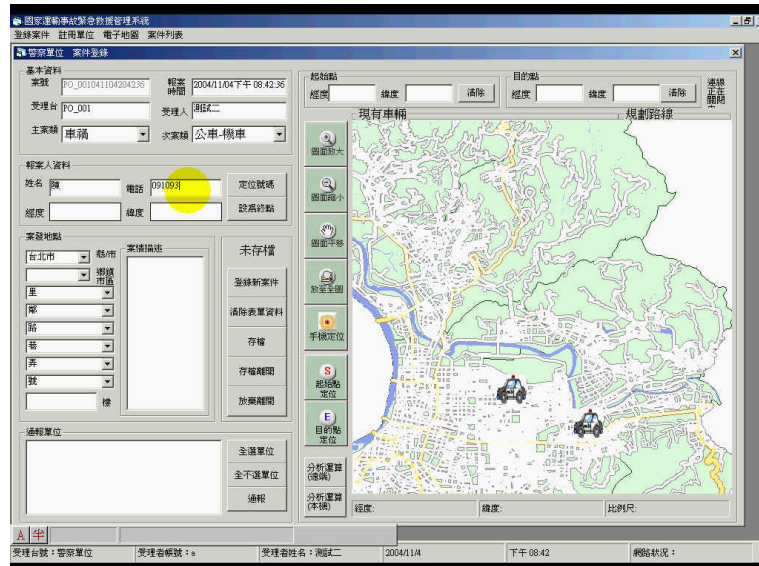 國家運輸事故緊急救援管理系統
登錄案件 註冊單位 電子地圖 案件列表
警察單位 案件登錄
基本資料
案號 PO_001041104204236 報案時間 2004/11/04下午 08:42:36
受理台 PO_001 受理人 測試二
主案類 車禍 次案類 公車-機車
報案人資料
姓名 陳 電話 091093 定位號碼
經度 緯度 設為終點
案發地點
台北市 縣/市
鄉鎮市區
里
鄰
路
巷
弄
號
樓
案情描述
未存檔
登錄新案件
清除表單資料
存檔
存檔離開
放棄離開
通報單位
全選單位
全不選單位
通報
起始點
經度 緯度 清除
目的點
經度 緯度 清除
連線正在關閉中
現有車輛
規劃路線
圖面放大
圖面縮小
圖面平移
放至全圖
手機定位
S
起始點定位
E
目的點定位
分析運算(遠端)
分析運算(本機)
經度: 緯度: 比例尺:
A 半
受理台號：警察單位 受理者帳號：a 受理者姓名：測試二 2004/11/4 下午 08:42 網路狀況：